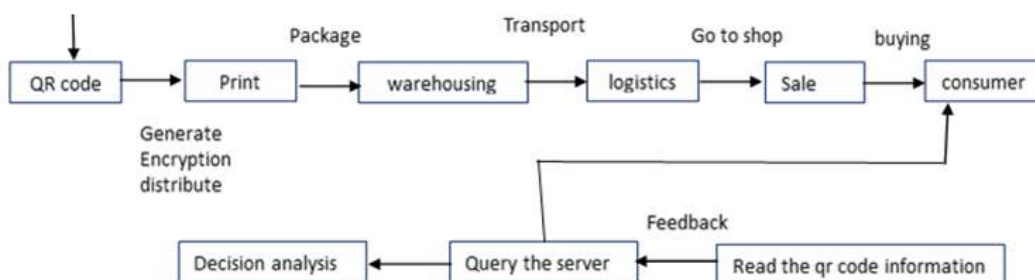 Package
Transport
Go to shop
buying
QR code
Print
warehousing
logistics
Sale
consumer
Generate
Encryption
distribute
Feedback
Decision analysis
Query the server
Read the qr code information